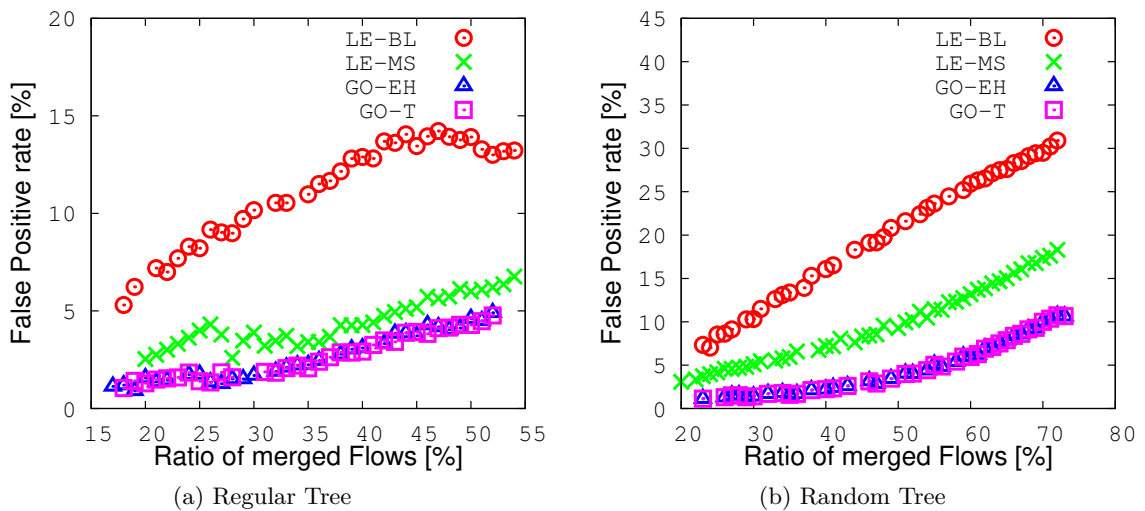 False Positive rate [%]
20
15
10
5
0
LE-BL
LE-MS
GO-EH
GO-T
15 20 25 30 35 40 45 50 55
Ratio of merged Flows [%]
(a) Regular Tree
False Positive rate [%]
45
40
35
30
25
20
15
10
5
0
LE-BL
LE-MS
GO-EH
GO-T
20 30 40 50 60 70 80
Ratio of merged Flows [%]
(b) Random Tree